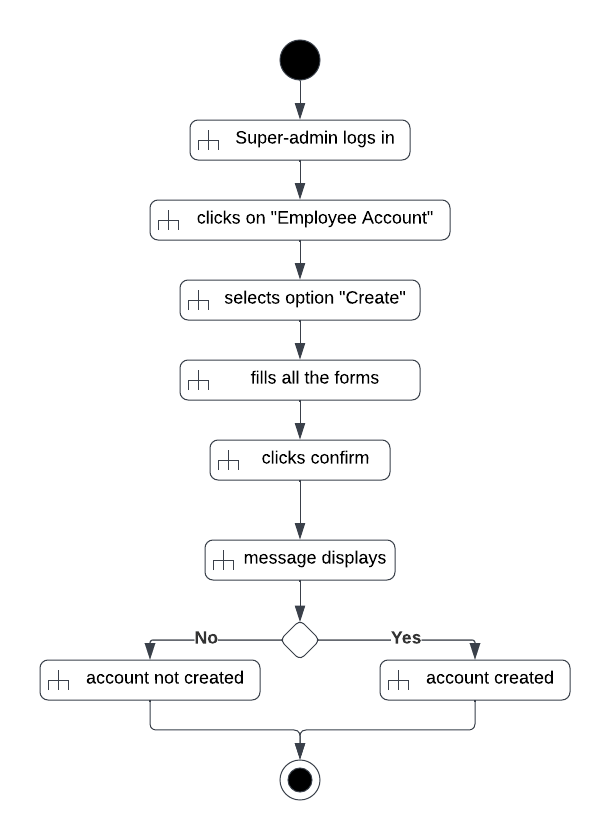 Super-admin logs in
clicks on "Employee Account"
selects option "Create"
fills all the forms
clicks confirm
message displays
No
Yes
account not created
account created